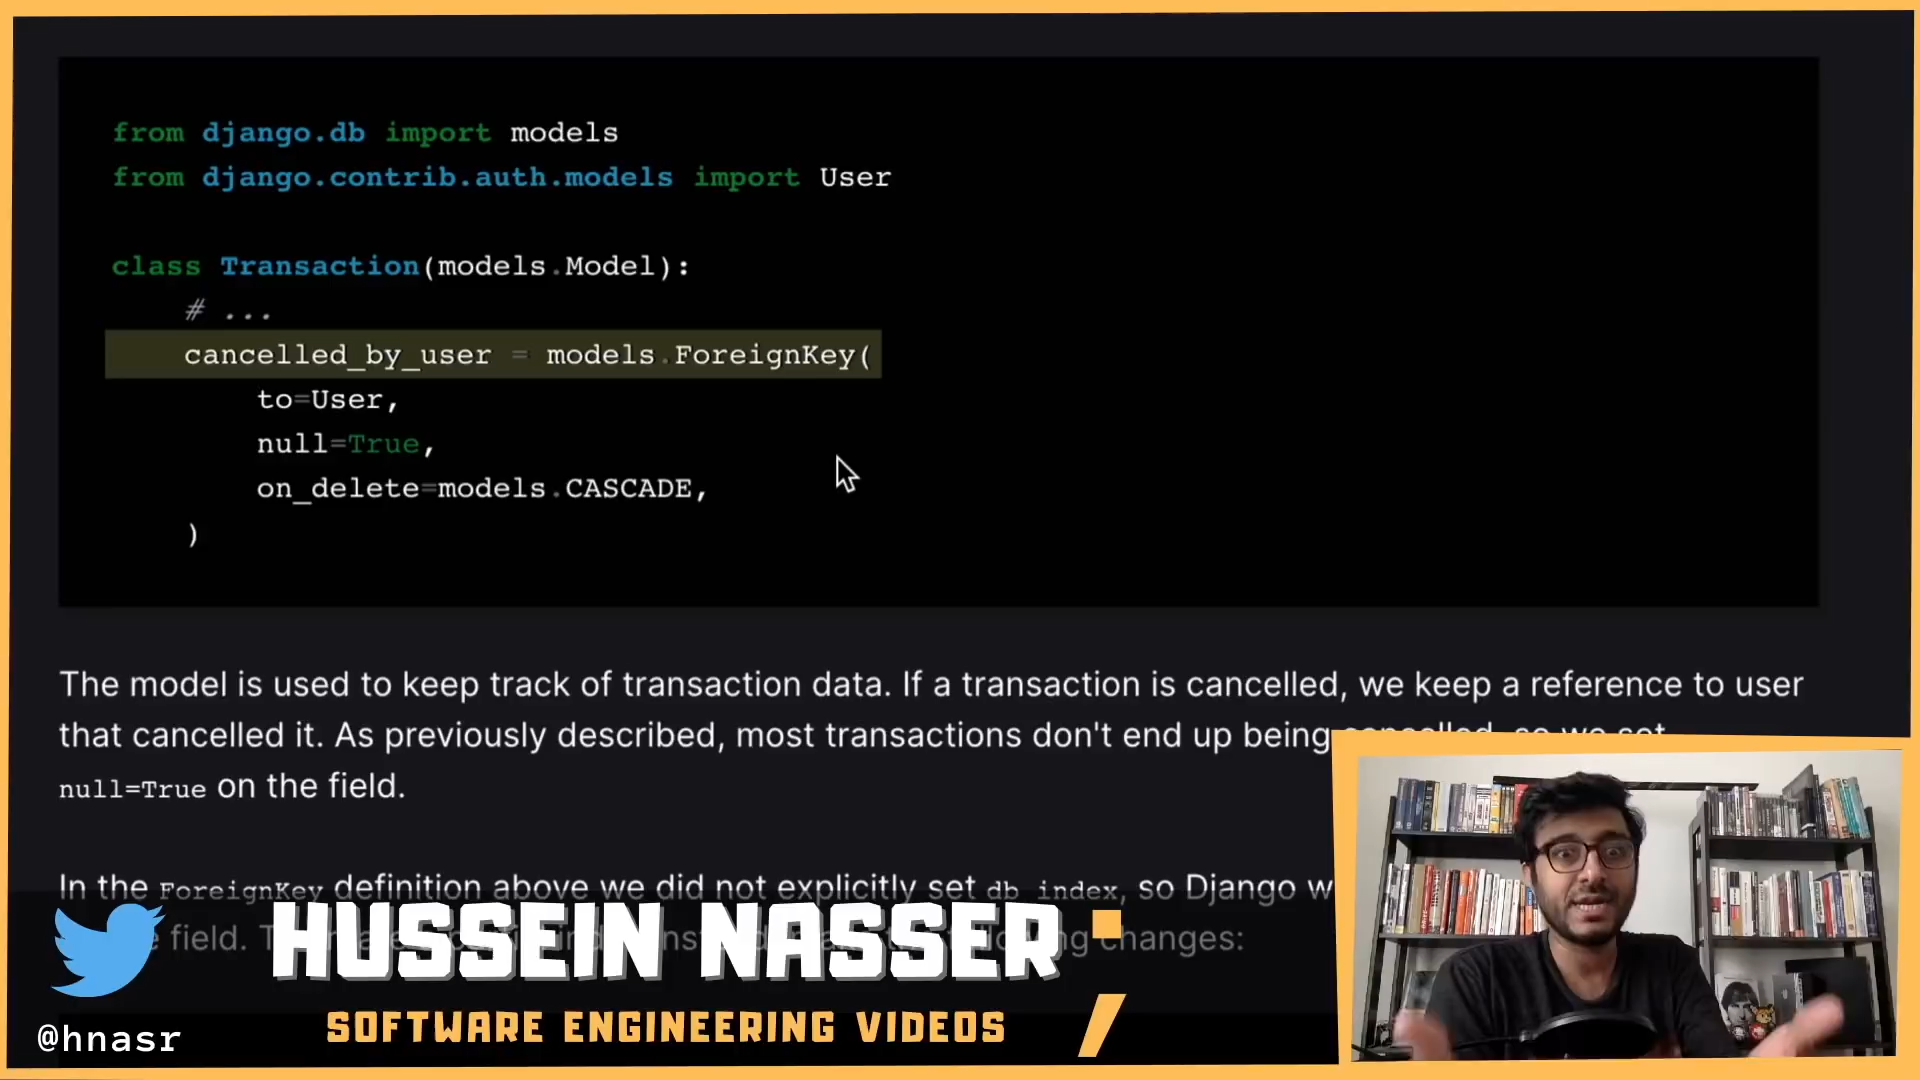 from django.db import models
from django.contrib.auth.models import User
class Transaction(models.Model):
# ...
cancelled_by_user = models.ForeignKey(
to=User,
null=True,
on_delete=models.CASCADE,
)
The model is used to keep track of transaction data. If a transaction is cancelled, we keep a reference to user
that cancelled it. As previously described, most transactions don't end up being cancelled, so we set
null=True on the field.
In the ForeignKey definition above we did not explicitly set db_index, so Django w
field.
changes:
HUSSEIN NASSER
SOFTWARE ENGINEERING VIDEOS
@hnasr